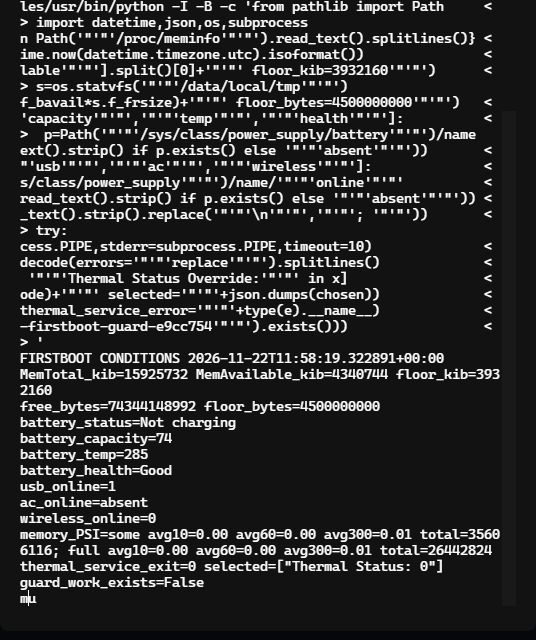 les/usr/bin/python -I -B -c 'from pathlib import Path <
> import datetime,json,os,subprocess
n Path('"'"'/proc/meminfo'"'"').read_text().splitlines()} <
ime.now(datetime.timezone.utc).isoformat()) <
lable'"'"'].split()[0]+'"'"' floor_kib=3932160'"'"') <
> s=os.statvfs('"'"'/data/local/tmp'"'"')
f_bavail*s.f_frsize)+'"'"' floor_bytes=4500000000'"'"') <
'capacity'"'"','"'"'temp'"'"','"'"'health'"'"']: <
>  p=Path('"'"'/sys/class/power_supply/battery'"'"')/name
ext().strip() if p.exists() else '"'"'absent'"'"')) <
"'usb'"'"','"'"'ac'"'"','"'"'wireless'"'"']: <
s/class/power_supply'"'"')/name/'"'"'online'"'"' <
read_text().strip() if p.exists() else '"'"'absent'"'"')) <
_text().strip().replace('"'"'\n'"'"','"'"'; '"'"')) <
> try:
cess.PIPE,stderr=subprocess.PIPE,timeout=10) <
decode(errors='"'"'replace'"'"').splitlines() <
 '"'"'Thermal Status Override:'"'"' in x] <
ode)+'"'"' selected='"'"'+json.dumps(chosen)) <
thermal_service_error='"'"'+type(e).__name__) <
-firstboot-guard-e9cc754'"'"').exists())) <
> '
FIRSTBOOT CONDITIONS 2026-11-22T11:58:19.322891+00:00
MemTotal_kib=15925732 MemAvailable_kib=4340744 floor_kib=393
2160
free_bytes=74344148992 floor_bytes=4500000000
battery_status=Not charging
battery_capacity=74
battery_temp=285
battery_health=Good
usb_online=1
ac_online=absent
wireless_online=0
memory_PSI=some avg10=0.00 avg60=0.00 avg300=0.01 total=3560
6116; full avg10=0.00 avg60=0.00 avg300=0.01 total=26442824
thermal_service_exit=0 selected=["Thermal Status: 0"]
guard_work_exists=False
mu